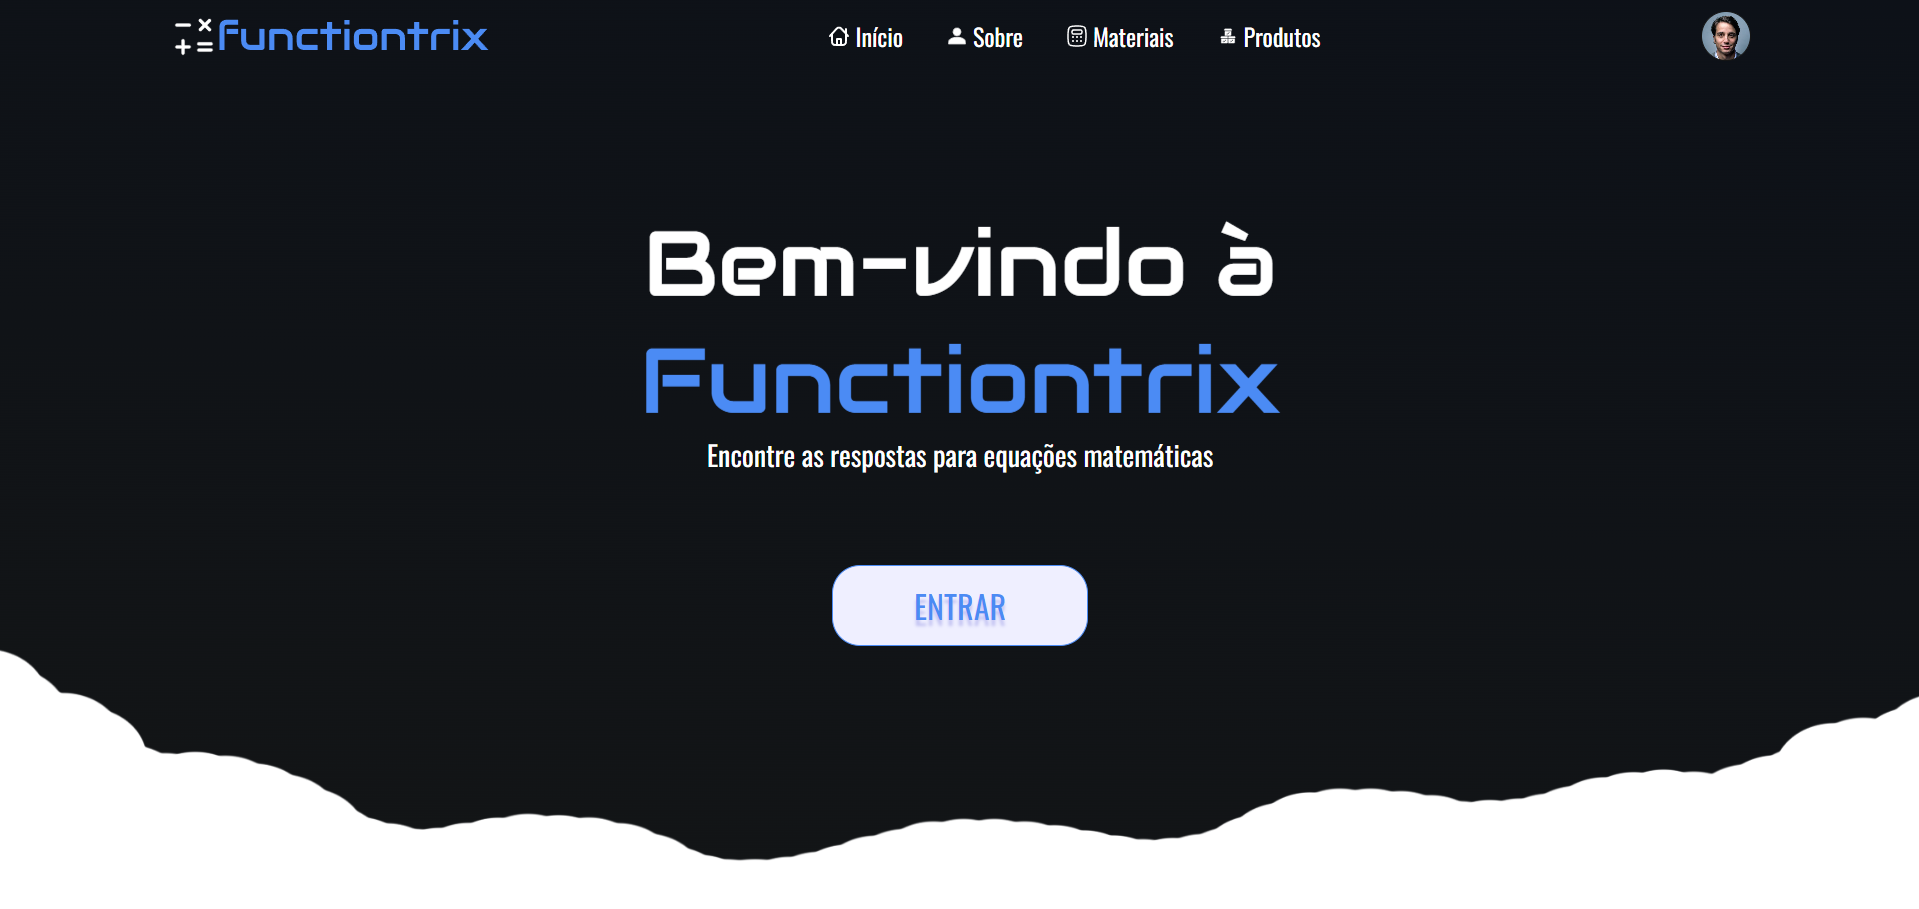 Functiontrix
Início
Sobre
Materiais
Produtos
Bem-vindo à
Functiontrix
Encontre as respostas para equações matemáticas
ENTRAR